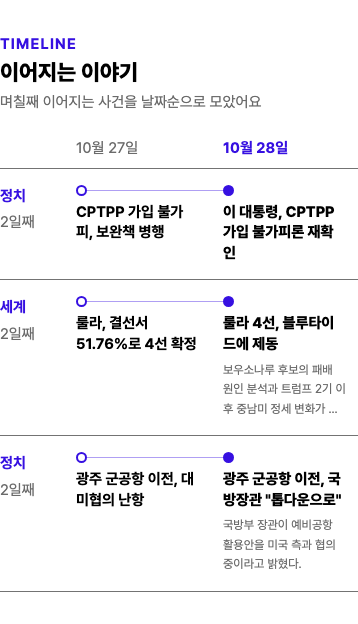 TIMELINE
이어지는 이야기
며칠째 이어지는 사건을 날짜순으로 모았어요
10월 27일
10월 28일
정치
2일째
CPTPP 가입 불가
피, 보완책 병행
이 대통령, CPTPP
가입 불가피론 재확
인
세계
2일째
룰라, 결선서
51.76%로 4선 확정
룰라 4선, 블루타이
드에 제동
보우소나루 후보의 패배
원인 분석과 트럼프 2기 이
후 중남미 정세 변화가 ...
정치
2일째
광주 군공항 이전, 대
미협의 난항
광주 군공항 이전, 국
방장관 "톱다운으로"
국방부 장관이 예비공항
활용안을 미국 측과 협의
중이라고 밝혔다.